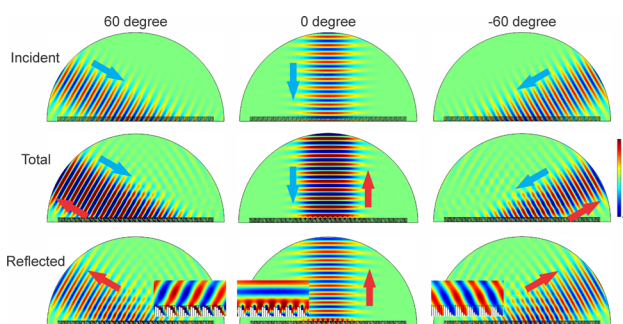 60 degree
0 degree
-60 degree
Incident
Total
Reflected